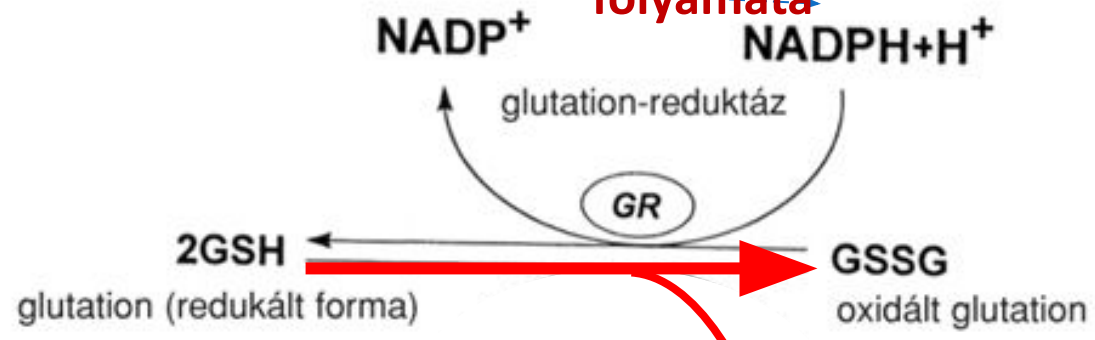 NADP+
NADPH+H+
glutation-reduktáz
GR
2GSH
GSSG
glutation (redukált forma)
oxidált glutation